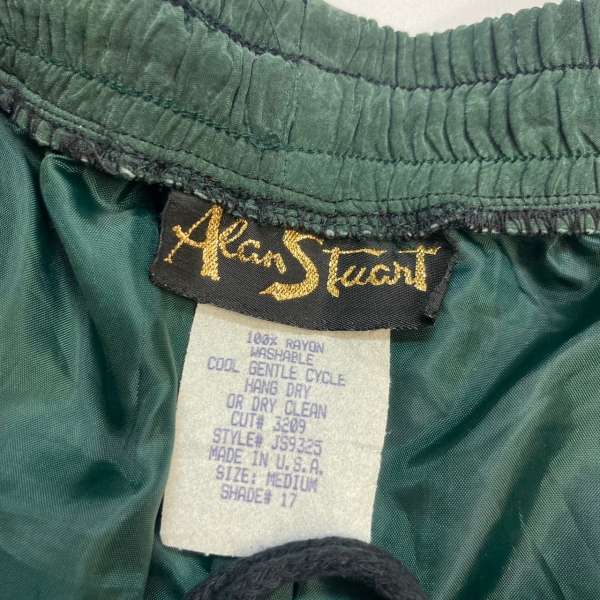 Alan Stuart
100% RAYON
WASHABLE
COOL GENTLE CYCLE
HANG DRY
OR DRY CLEAN
CUT# 3209
STYLE# JS9325
MADE IN U.S.A.
SIZE: MEDIUM
SHADE# 17